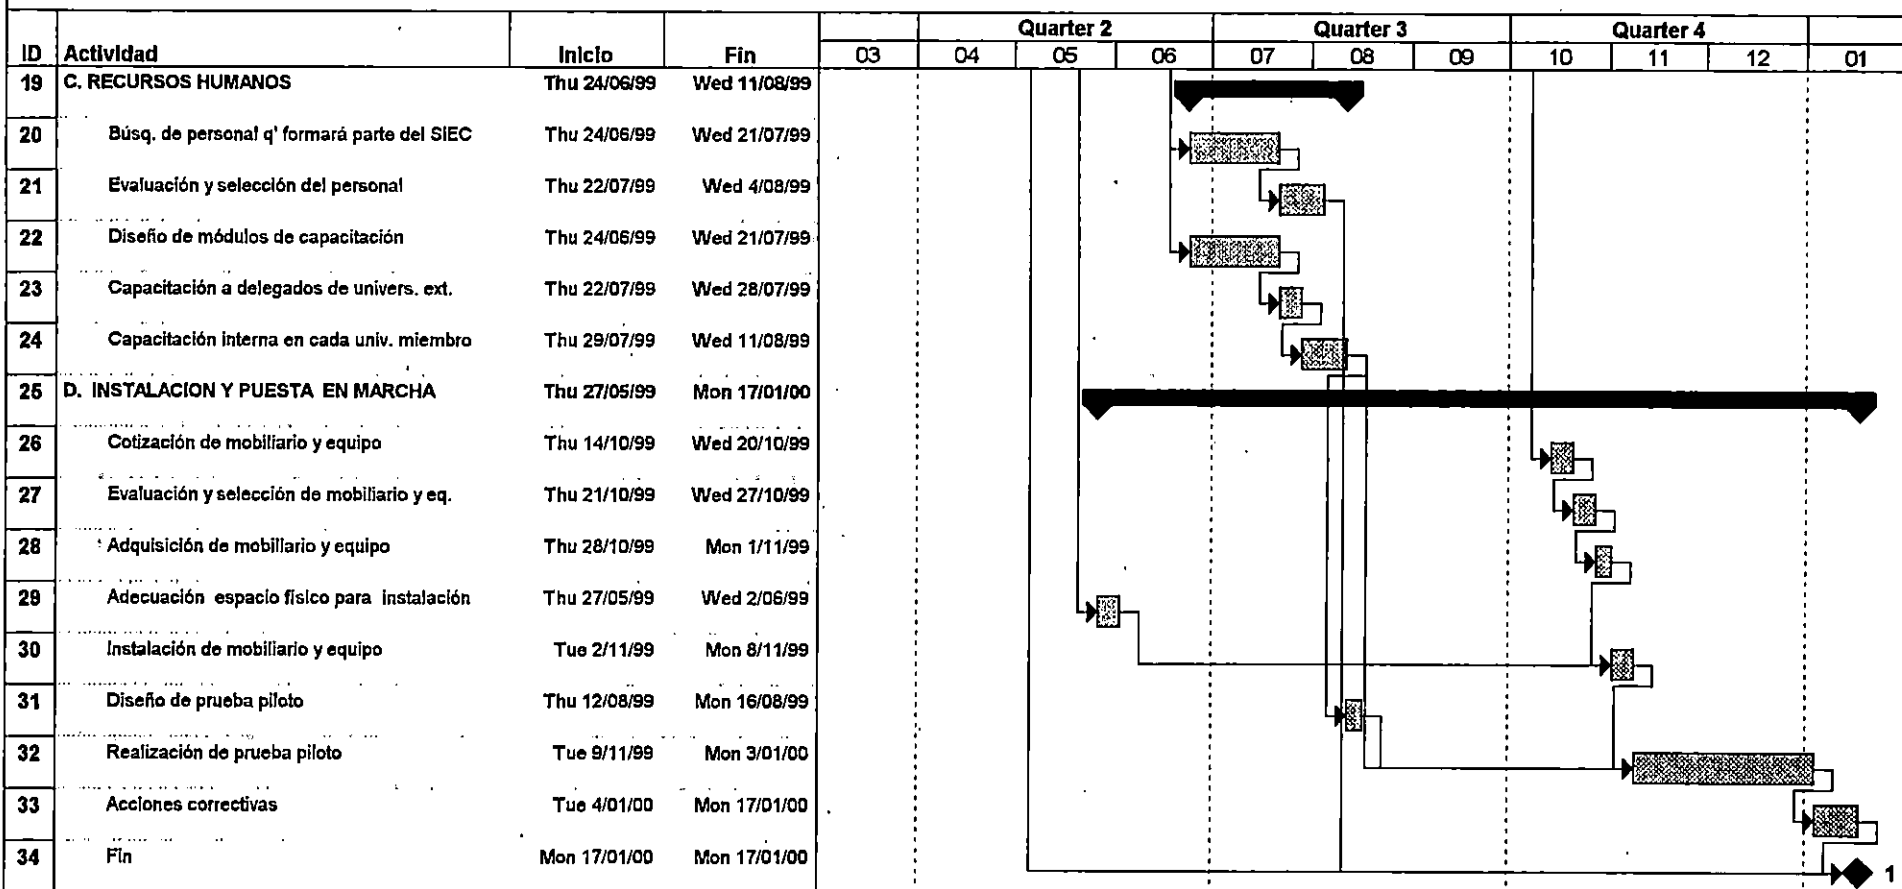 Quarter 2 Quarter 3 Quarter 4
ID Actividad Inicio Fin 03 04 05 06 07 08 09 10 11 12 01
19 C. RECURSOS HUMANOS Thu 24/06/99 Wed 11/08/99
20 Búsq. de personal q' formará parte del SIEC Thu 24/06/99 Wed 21/07/99
21 Evaluación y selección del personal Thu 22/07/99 Wed 4/08/99
22 Diseño de módulos de capacitación Thu 24/06/99 Wed 21/07/99
23 Capacitación a delegados de univers. ext. Thu 22/07/99 Wed 28/07/99
24 Capacitación interna en cada univ. miembro Thu 29/07/99 Wed 11/08/99
25 D. INSTALACION Y PUESTA EN MARCHA Thu 27/05/99 Mon 17/01/00
26 Cotización de mobiliario y equipo Thu 14/10/99 Wed 20/10/99
27 Evaluación y selección de mobiliario y eq. Thu 21/10/99 Wed 27/10/99
28 Adquisición de mobiliario y equipo Thu 28/10/99 Mon 1/11/99
29 Adecuación espacio físico para instalación Thu 27/05/99 Wed 2/06/99
30 Instalación de mobiliario y equipo Tue 2/11/99 Mon 8/11/99
31 Diseño de prueba piloto Thu 12/08/99 Mon 16/08/99
32 Realización de prueba piloto Tue 9/11/99 Mon 3/01/00
33 Acciones correctivas Tue 4/01/00 Mon 17/01/00
34 Fin Mon 17/01/00 Mon 17/01/00 1